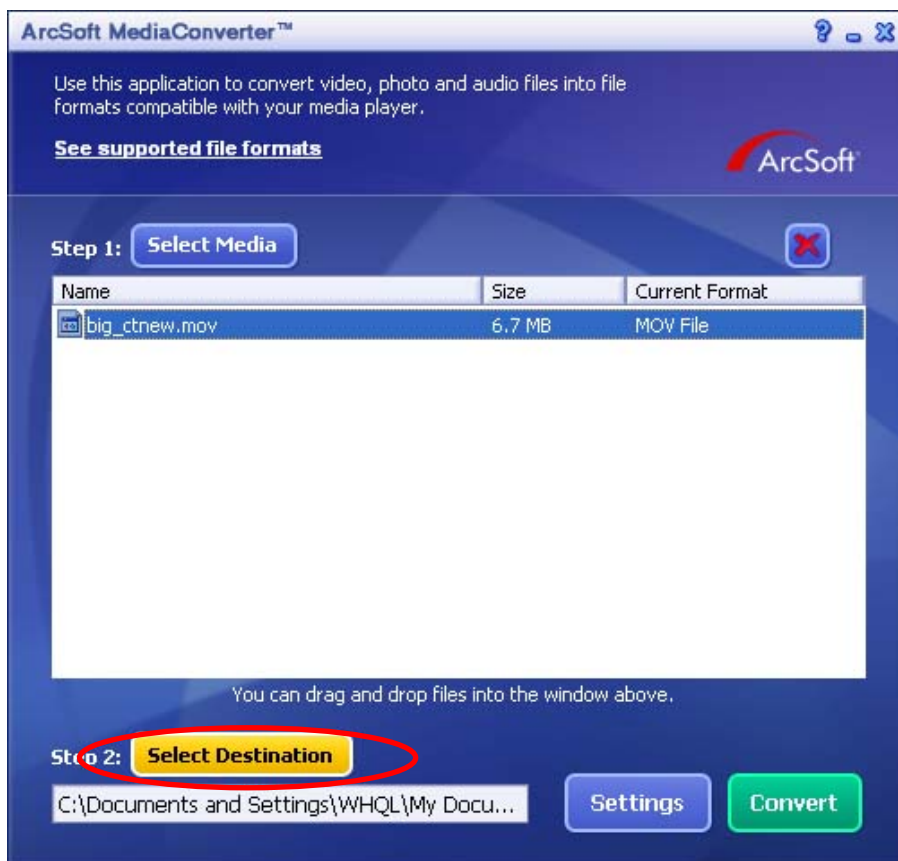 ArcSoft MediaConverter™
Use this application to convert video, photo and audio files into file
formats compatible with your media player.
See supported file formats
ArcSoft
Step 1: Select Media
Name Size Current Format
big_ctnew.mov 6.7 MB MOV File
You can drag and drop files into the window above.
Step 2: Select Destination
C:\Documents and Settings\WHQL\My Docu...
Settings Convert